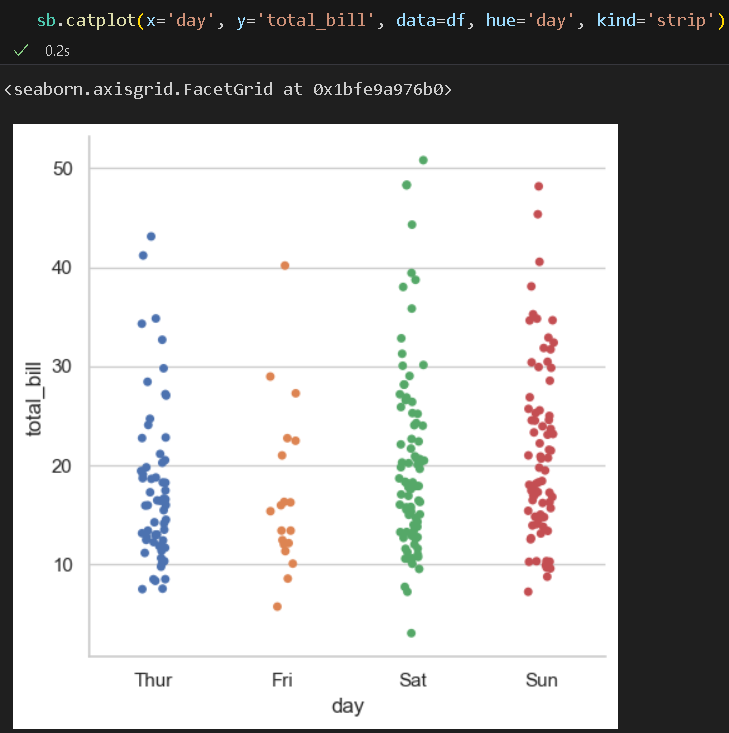 sb.catplot(x='day', y='total_bill', data=df, hue='day', kind='strip')
0.2s
<seaborn.axisgrid.FacetGrid at 0x1bfe9a976b0>
50
40
30
20
10
total_bill
Thur Fri Sat Sun
day